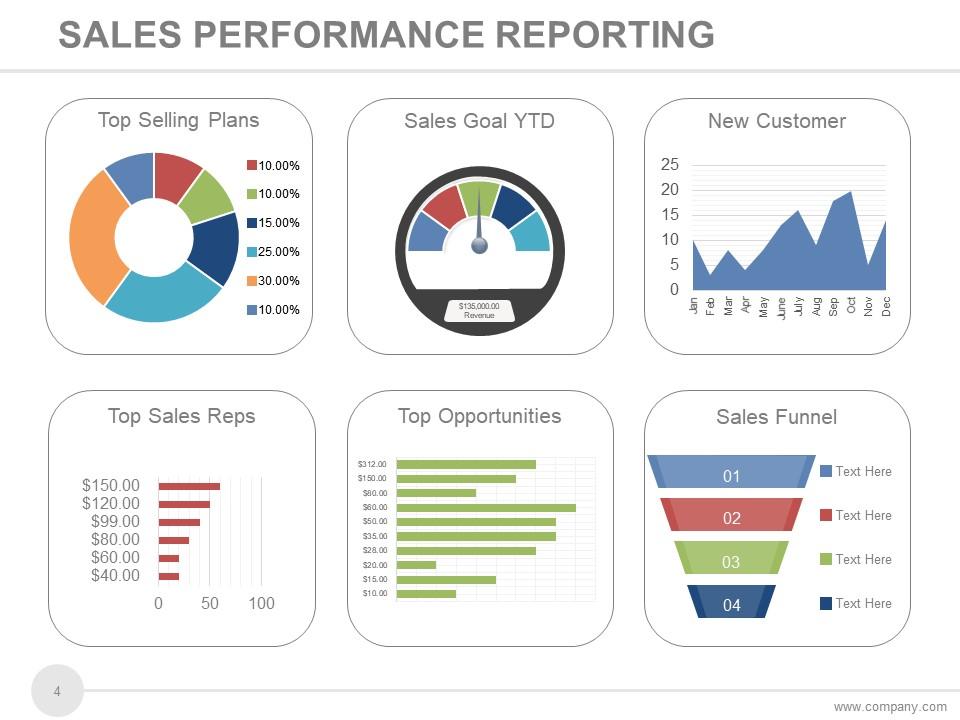 SALES PERFORMANCE REPORTING
Top Selling Plans
10.00%
10.00%
15.00%
25.00%
30.00%
10.00%
Sales Goal YTD
$135,000.00
Revenue
New Customer
25
20
15
10
5
0
Jan
Feb
Mar
Apr
May
June
July
Aug
Sep
Oct
Nov
Dec
Top Sales Reps
$150.00
$120.00
$99.00
$80.00
$60.00
$40.00
0 50 100
Top Opportunities
$312.00
$150.00
$80.00
$60.00
$50.00
$35.00
$28.00
$20.00
$15.00
$10.00
Sales Funnel
01 Text Here
02 Text Here
03 Text Here
04 Text Here
4
www.company.com